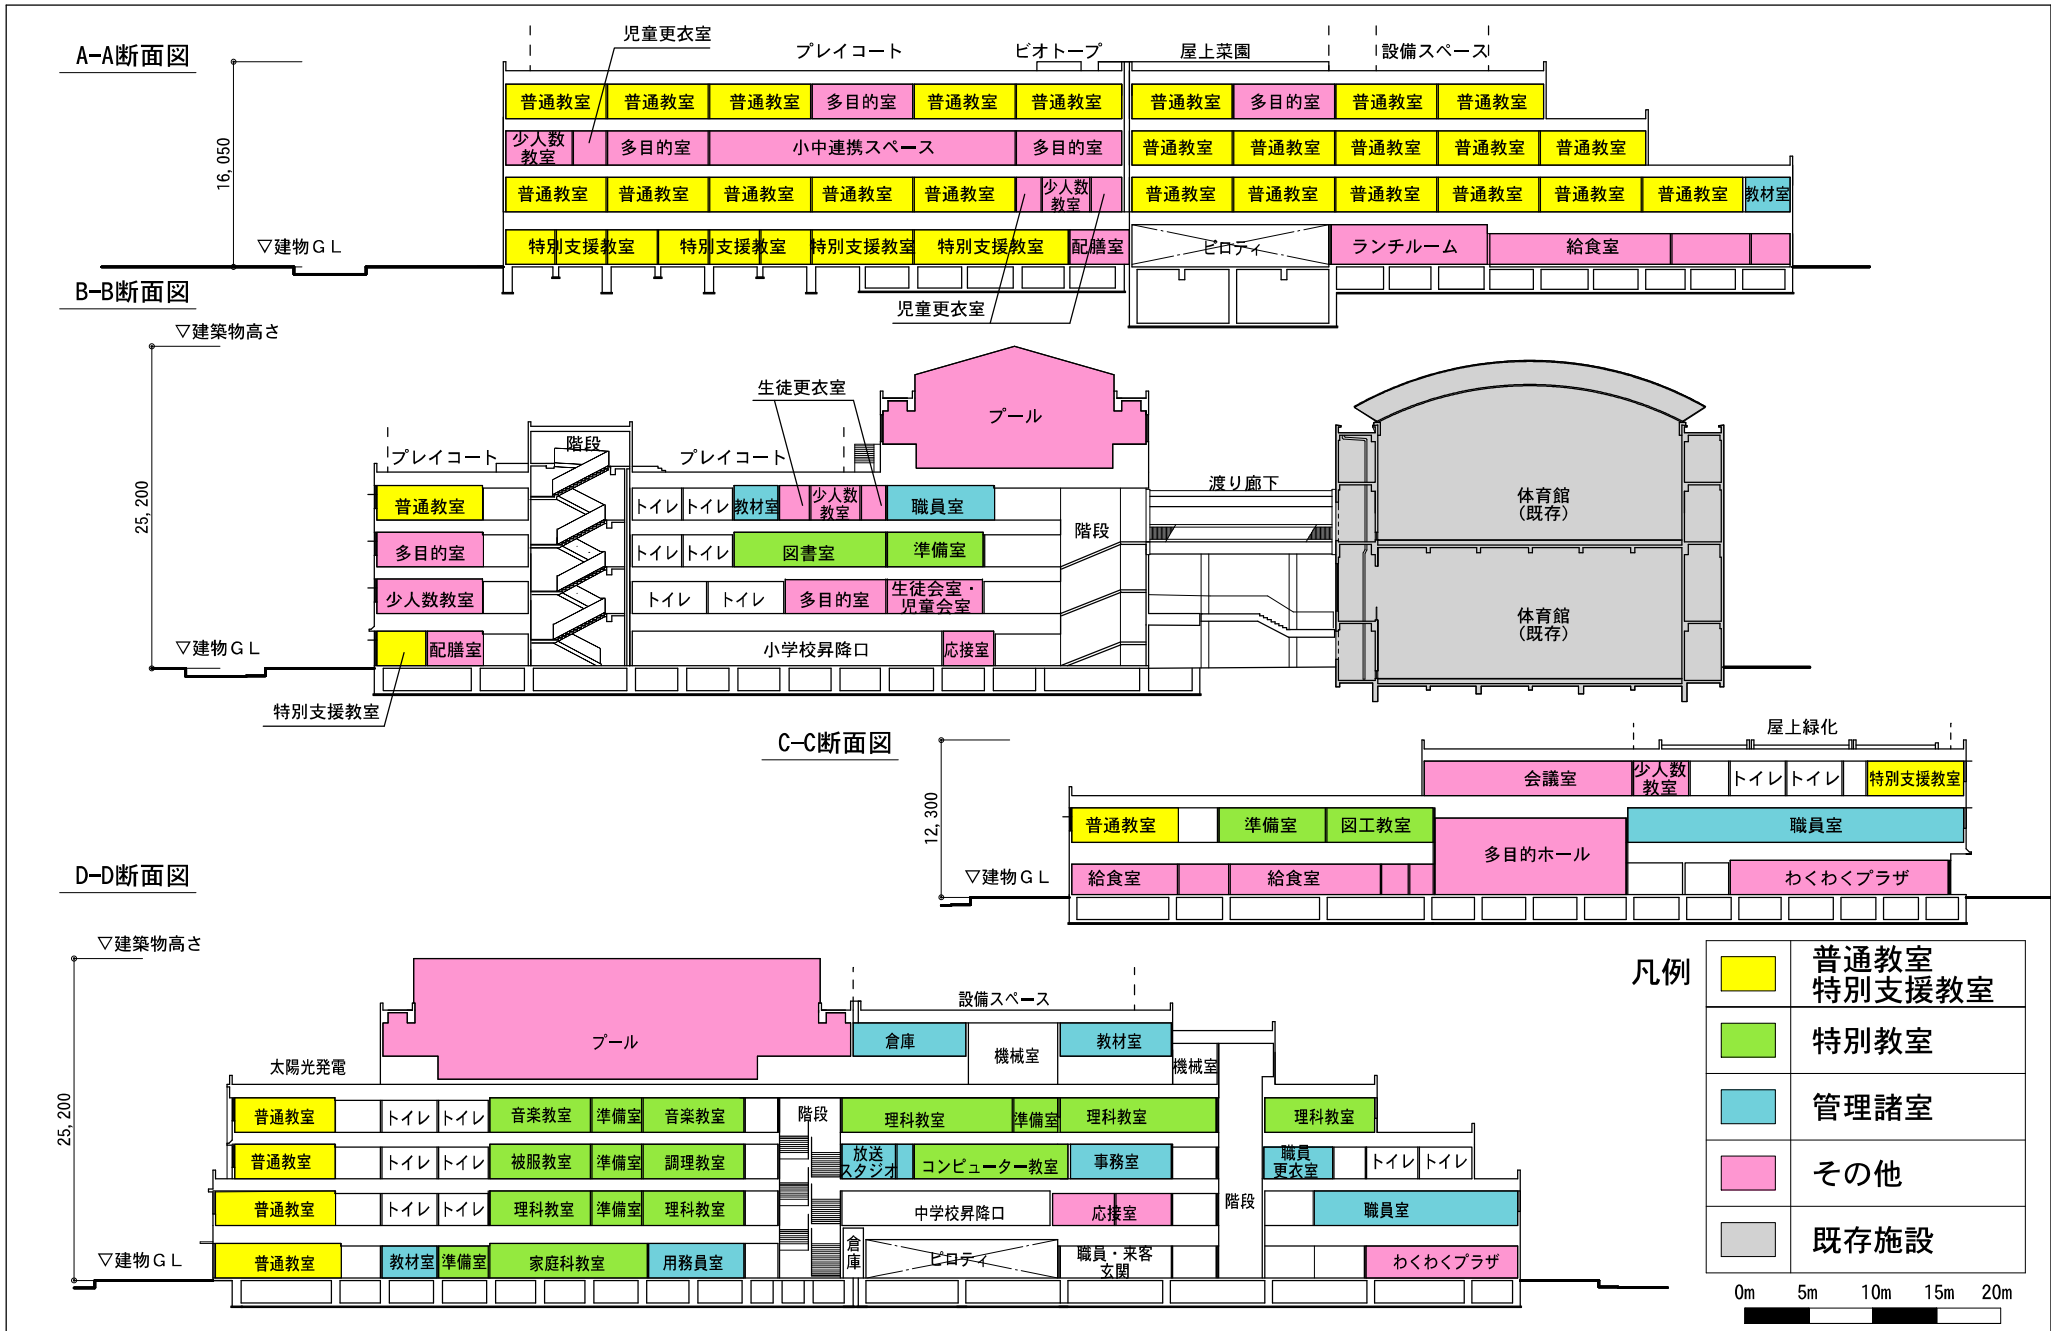 A-A断面図
児童更衣室
プレイコート
ビオトープ
屋上菜園
設備スペース
16,050
普通教室
普通教室
普通教室
多目的室
普通教室
普通教室
普通教室
多目的室
普通教室
普通教室
少人数
教室
多目的室
小中連携スペース
多目的室
普通教室
普通教室
普通教室
普通教室
普通教室
普通教室
普通教室
普通教室
普通教室
普通教室
少人数
教室
普通教室
普通教室
普通教室
普通教室
普通教室
普通教室
教材室
▽建物GL
特別支援教室
特別支援教室
特別支援教室
特別支援教室
配膳室
ピロティ
ランチルーム
給食室
児童更衣室
B-B断面図
▽建築物高さ
25,200
生徒更衣室
プール
階段
プレイコート
プレイコート
渡り廊下
普通教室
トイレ
トイレ
教材室
少人数
教室
職員室
体育館
(既存)
多目的室
トイレ
トイレ
図書室
準備室
階段
少人数教室
トイレ
トイレ
多目的室
生徒会室・
児童会室
体育館
(既存)
▽建物GL
配膳室
小学校昇降口
応接室
特別支援教室
C-C断面図
12,300
屋上緑化
会議室
少人数
教室
トイレ
トイレ
特別支援教室
普通教室
準備室
図工教室
多目的ホール
職員室
▽建物GL
給食室
給食室
わくわくプラザ
D-D断面図
▽建築物高さ
25,200
設備スペース
プール
倉庫
機械室
教材室
機械室
太陽光発電
普通教室
トイレ
トイレ
音楽教室
準備室
音楽教室
階段
理科教室
準備室
理科教室
理科教室
普通教室
トイレ
トイレ
被服教室
準備室
調理教室
放送
スタジオ
コンピューター教室
事務室
職員
更衣室
トイレ
トイレ
普通教室
トイレ
トイレ
理科教室
準備室
理科教室
中学校昇降口
応接室
階段
職員室
▽建物GL
普通教室
教材室
準備室
家庭科教室
用務員室
倉庫
ピロティ
職員・来客
玄関
わくわくプラザ
凡例
普通教室
特別支援教室
特別教室
管理諸室
その他
既存施設
0m 5m 10m 15m 20m